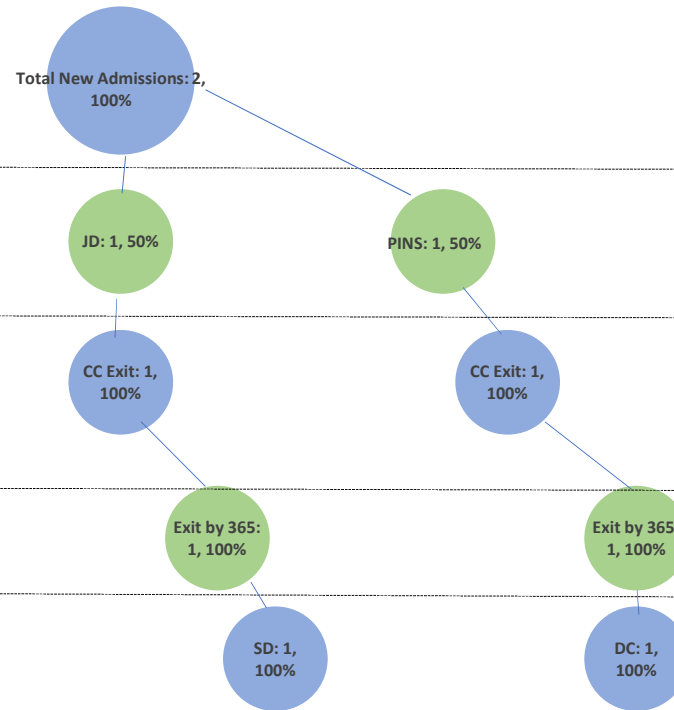 Total New Admissions: 2,
100%
JD: 1, 50%
PINS: 1, 50%
CC Exit: 1,
100%
CC Exit: 1,
100%
Exit by 365:
1, 100%
Exit by 365
1, 100%
SD: 1,
100%
DC: 1,
100%